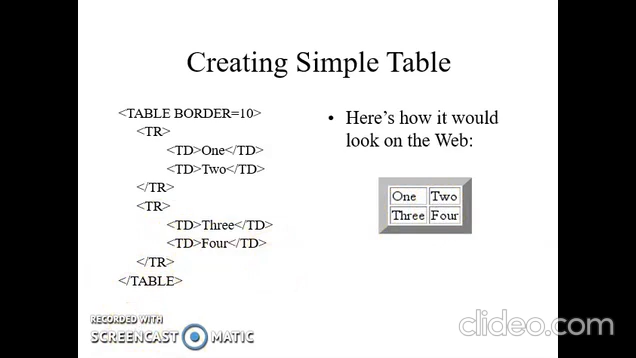 Creating Simple Table
<TABLE BORDER=10>
<TR>
<TD>One</TD>
<TD>Two</TD>
</TR>
<TR>
<TD>Three</TD>
<TD>Four</TD>
</TR>
</TABLE>
• Here’s how it would
look on the Web:
One Two
Three Four
RECORDED WITH
SCREENCAST MATIC
clideo.com